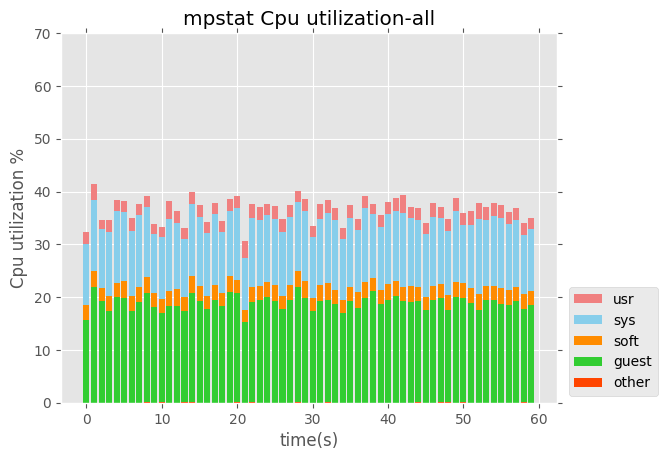 mpstat Cpu utilization-all
Cpu utilization %
70
60
50
40
30
20
10
0
0 10 20 30 40 50 60
time(s)
usr
sys
soft
guest
other